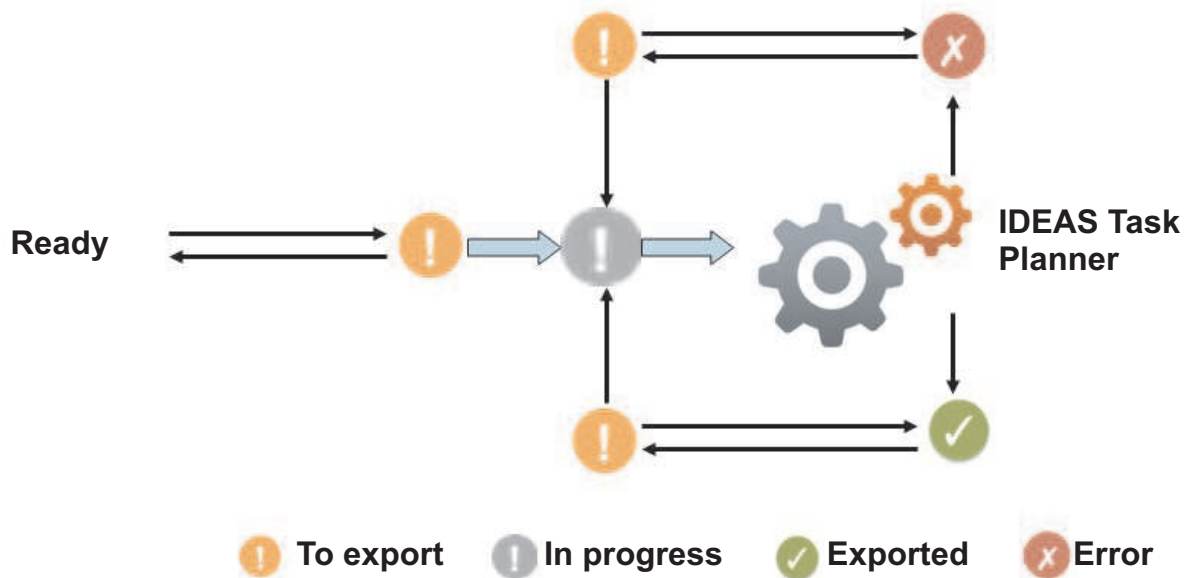 Ready
IDEAS Task
Planner
To export
In progress
Exported
Error